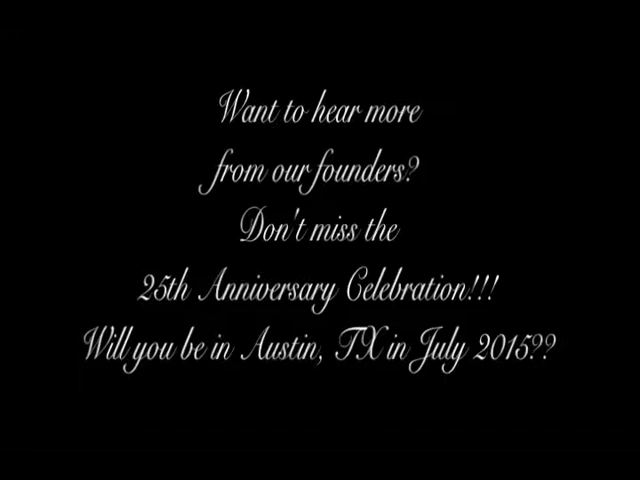 Want to hear more
from our founders?
Don't miss the
25th Anniversary Celebration!!!
Will you be in Austin, TX in July 2015??